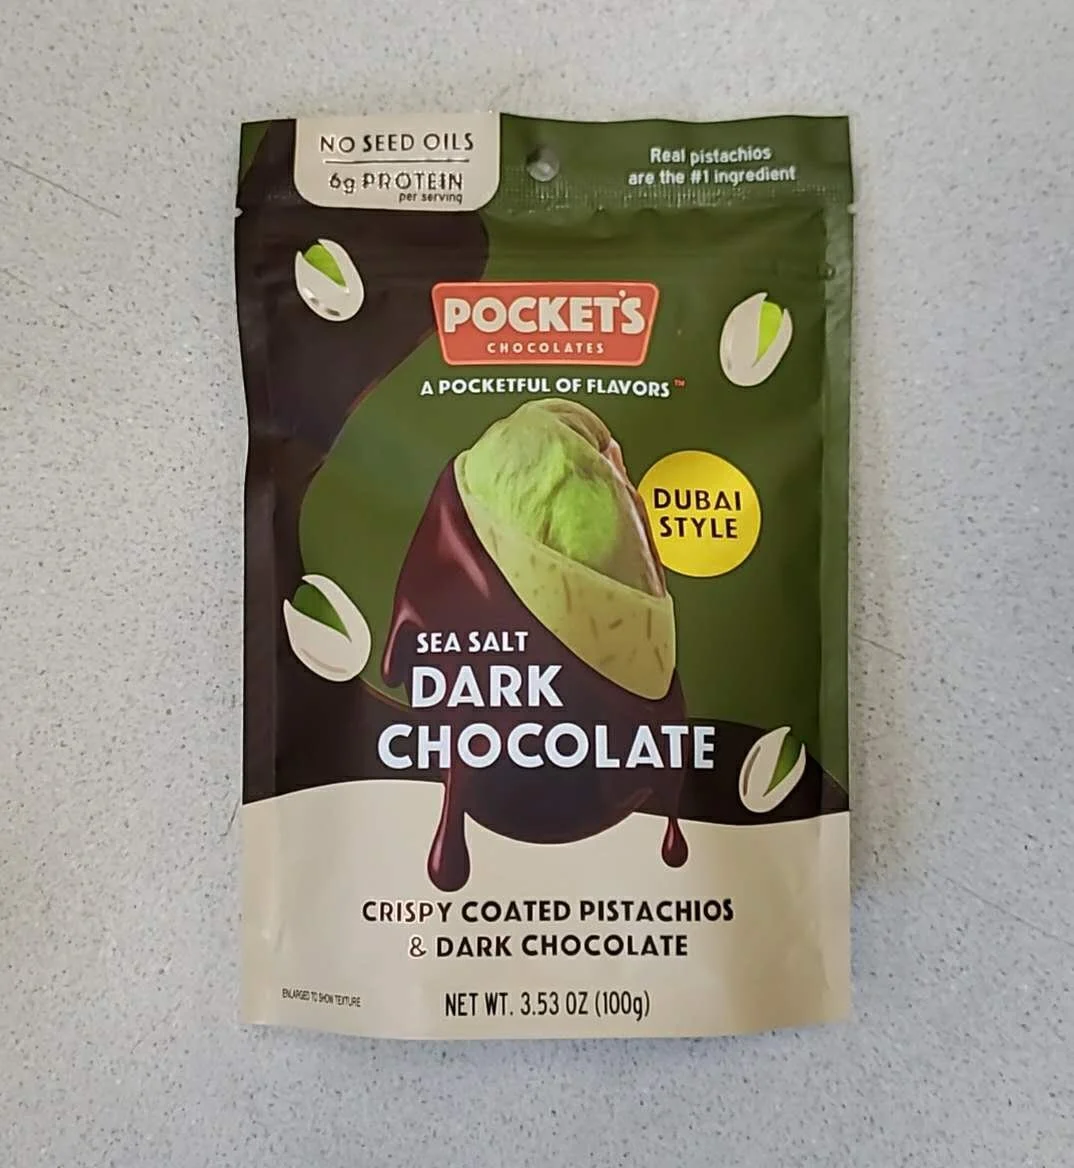 NO SEED OILS
6g PROTEIN
per serving
Real pistachios
are the #1 ingredient
POCKET'S
CHOCOLATES
A POCKETFUL OF FLAVORS™
DUBAI
STYLE
SEA SALT
DARK
CHOCOLATE
CRISPY COATED PISTACHIOS
& DARK CHOCOLATE
ENLARGED TO SHOW TEXTURE
NET WT. 3.53 OZ (100g)